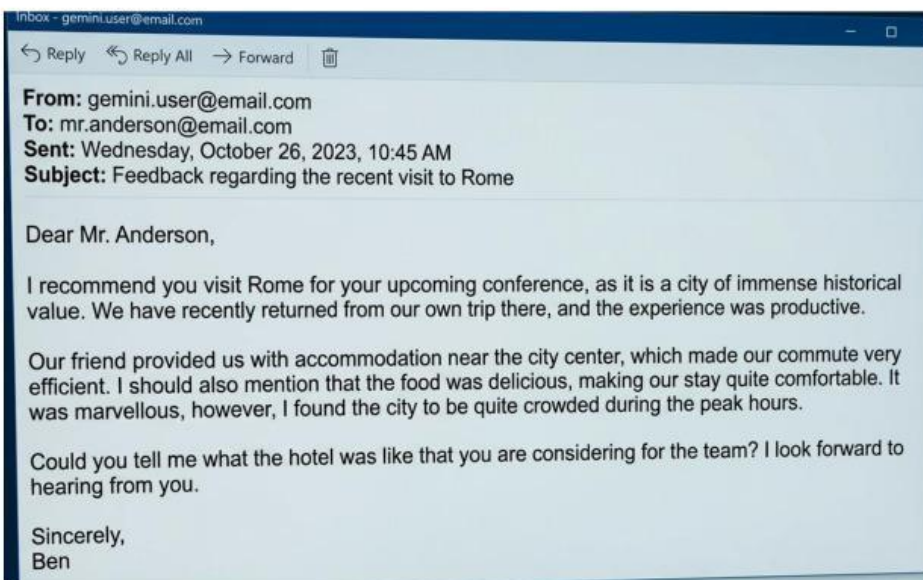 Inbox - gemini.user@email.com
Reply Reply All Forward
From: gemini.user@email.com
To: mr.anderson@email.com
Sent: Wednesday, October 26, 2023, 10:45 AM
Subject: Feedback regarding the recent visit to Rome
Dear Mr. Anderson,
I recommend you visit Rome for your upcoming conference, as it is a city of immense historical
value. We have recently returned from our own trip there, and the experience was productive.
Our friend provided us with accommodation near the city center, which made our commute very
efficient. I should also mention that the food was delicious, making our stay quite comfortable. It
was marvellous, however, I found the city to be quite crowded during the peak hours.
Could you tell me what the hotel was like that you are considering for the team? I look forward to
hearing from you.
Sincerely,
Ben